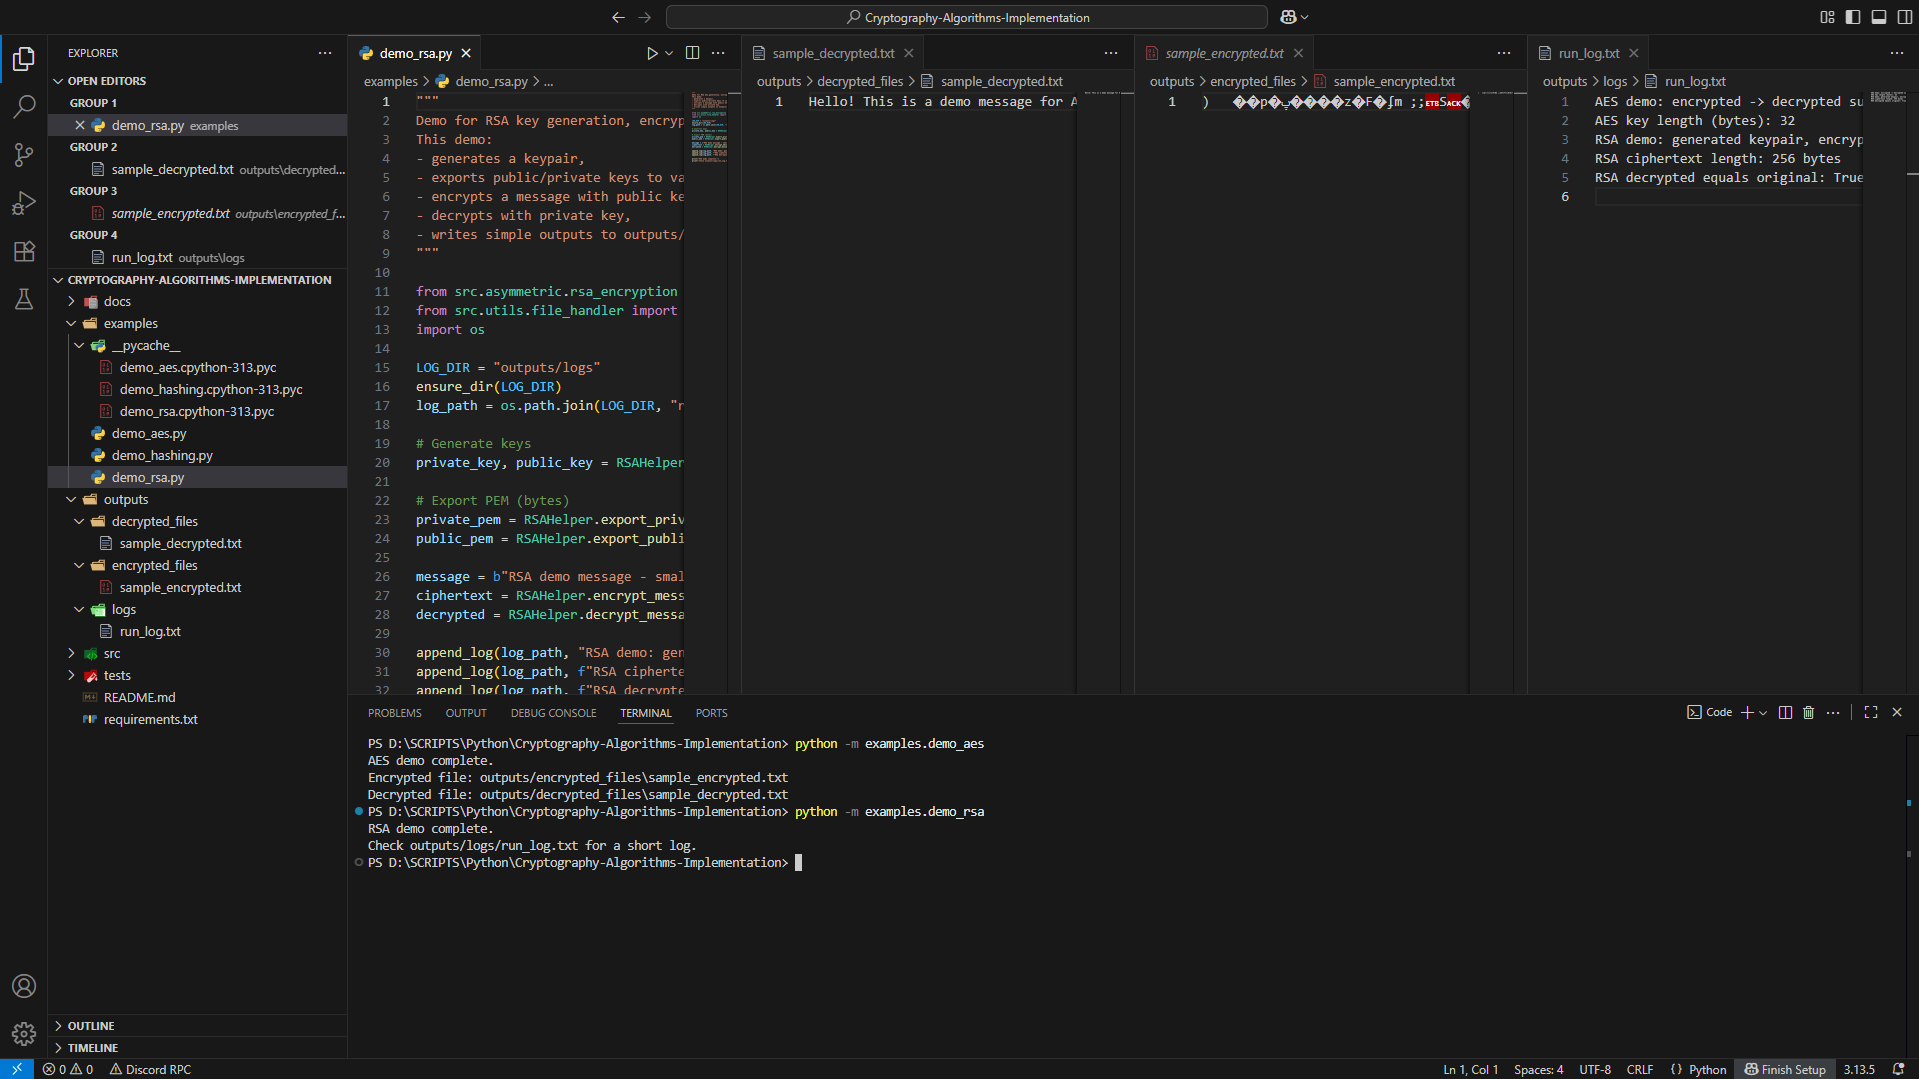 Cryptography-Algorithms-Implementation
EXPLORER
OPEN EDITORS
GROUP 1
demo_rsa.py examples
GROUP 2
sample_decrypted.txt outputs\decrypted...
GROUP 3
sample_encrypted.txt outputs\encrypted_f...
GROUP 4
run_log.txt outputs\logs
CRYPTOGRAPHY-ALGORITHMS-IMPLEMENTATION
docs
examples
__pycache__
demo_aes.cpython-313.pyc
demo_hashing.cpython-313.pyc
demo_rsa.cpython-313.pyc
demo_aes.py
demo_hashing.py
demo_rsa.py
outputs
decrypted_files
sample_decrypted.txt
encrypted_files
sample_encrypted.txt
logs
run_log.txt
src
tests
README.md
requirements.txt
OUTLINE
TIMELINE
demo_rsa.py
examples > demo_rsa.py > ...
1 """
2 Demo for RSA key generation, encryp
3 This demo:
4 - generates a keypair,
5 - exports public/private keys to va
6 - encrypts a message with public ke
7 - decrypts with private key,
8 - writes simple outputs to outputs/
9 """
10
11 from src.asymmetric.rsa_encryption
12 from src.utils.file_handler import
13 import os
14
15 LOG_DIR = "outputs/logs"
16 ensure_dir(LOG_DIR)
17 log_path = os.path.join(LOG_DIR, "r
18
19 # Generate keys
20 private_key, public_key = RSAHelper
21
22 # Export PEM (bytes)
23 private_pem = RSAHelper.export_priv
24 public_pem = RSAHelper.export_publi
25
26 message = b"RSA demo message - smal
27 ciphertext = RSAHelper.encrypt_mess
28 decrypted = RSAHelper.decrypt_messa
29
30 append_log(log_path, "RSA demo: gen
31 append_log(log_path, f"RSA cipherte
32 append_log(log_path, f"RSA decrypte
sample_decrypted.txt
outputs > decrypted_files > sample_decrypted.txt
1 Hello! This is a demo message for A
sample_encrypted.txt
outputs > encrypted_files > sample_encrypted.txt
1 ) ��p�ڀ����z�F�ʃm ;;ETBSACK�
run_log.txt
outputs > logs > run_log.txt
1 AES demo: encrypted -> decrypted su
2 AES key length (bytes): 32
3 RSA demo: generated keypair, encryp
4 RSA ciphertext length: 256 bytes
5 RSA decrypted equals original: True
6
PROBLEMS OUTPUT DEBUG CONSOLE TERMINAL PORTS
Code
PS D:\SCRIPTS\Python\Cryptography-Algorithms-Implementation> python -m examples.demo_aes
AES demo complete.
Encrypted file: outputs/encrypted_files\sample_encrypted.txt
Decrypted file: outputs/decrypted_files\sample_decrypted.txt
PS D:\SCRIPTS\Python\Cryptography-Algorithms-Implementation> python -m examples.demo_rsa
RSA demo complete.
Check outputs/logs/run_log.txt for a short log.
PS D:\SCRIPTS\Python\Cryptography-Algorithms-Implementation>
0 0 Discord RPC
Ln 1, Col 1 Spaces: 4 UTF-8 CRLF {} Python Finish Setup 3.13.5